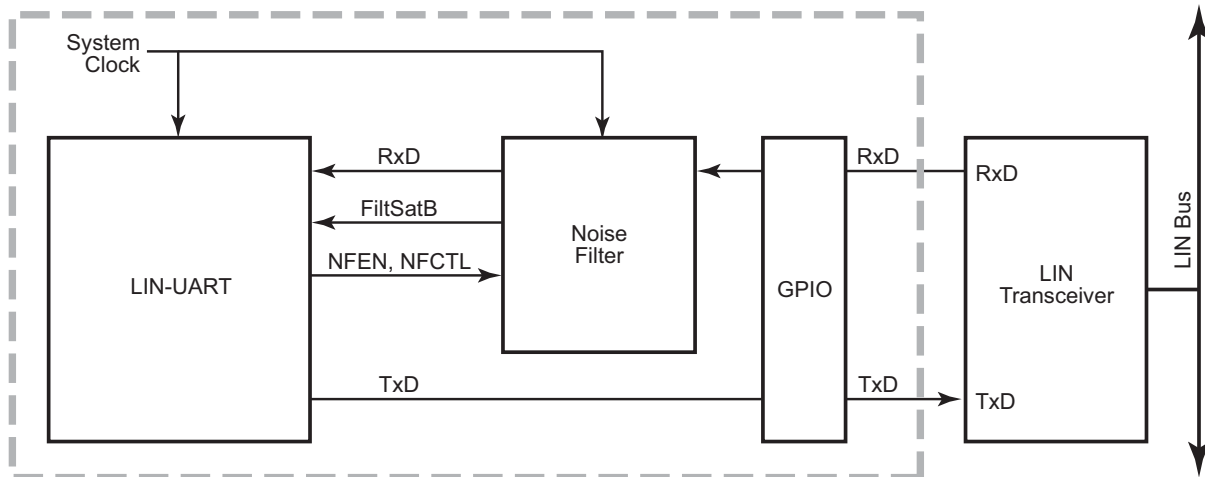 System
Clock
RxD
RxD
RxD
FiltSatB
Noise
Filter
NFEN, NFCTL
LIN-UART
GPIO
LIN
Transceiver
LIN Bus
TxD
TxD
TxD